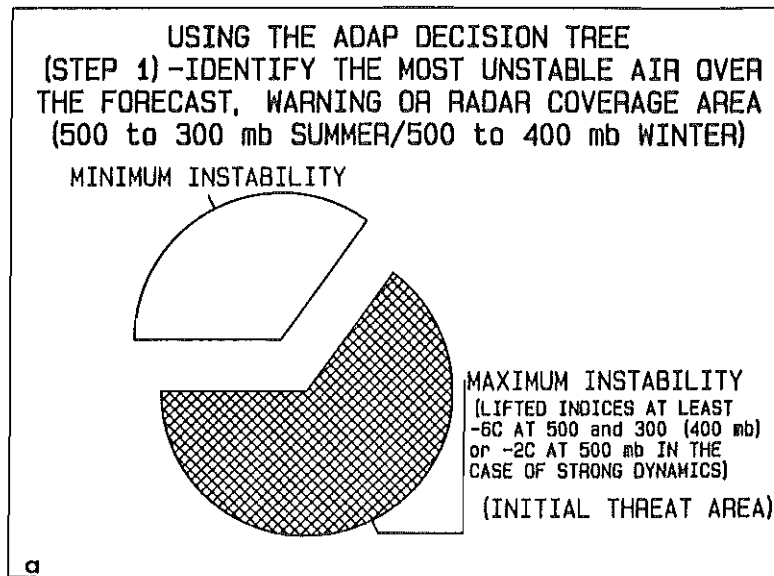 USING THE ADAP DECISION TREE
(STEP 1)-IDENTIFY THE MOST UNSTABLE AIR OVER
THE FORECAST, WARNING OR RADAR COVERAGE AREA
(500 to 300 mb SUMMER/500 to 400 mb WINTER)
MINIMUM INSTABILITY
MAXIMUM INSTABILITY
(LIFTED INDICES AT LEAST
-6C AT 500 and 300 (400 mb)
or -2C AT 500 mb IN THE
CASE OF STRONG DYNAMICS)
(INITIAL THREAT AREA)
a